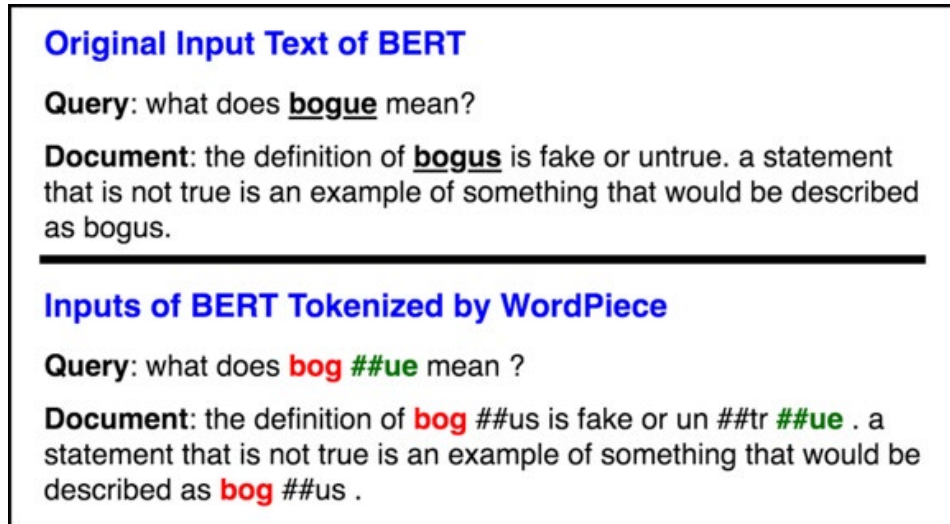 Original Input Text of BERT
Query: what does bogue mean?
Document: the definition of bogus is fake or untrue. a statement
that is not true is an example of something that would be described
as bogus.
Inputs of BERT Tokenized by WordPiece
Query: what does bog ##ue mean ?
Document: the definition of bog ##us is fake or un ##tr ##ue . a
statement that is not true is an example of something that would be
described as bog ##us .